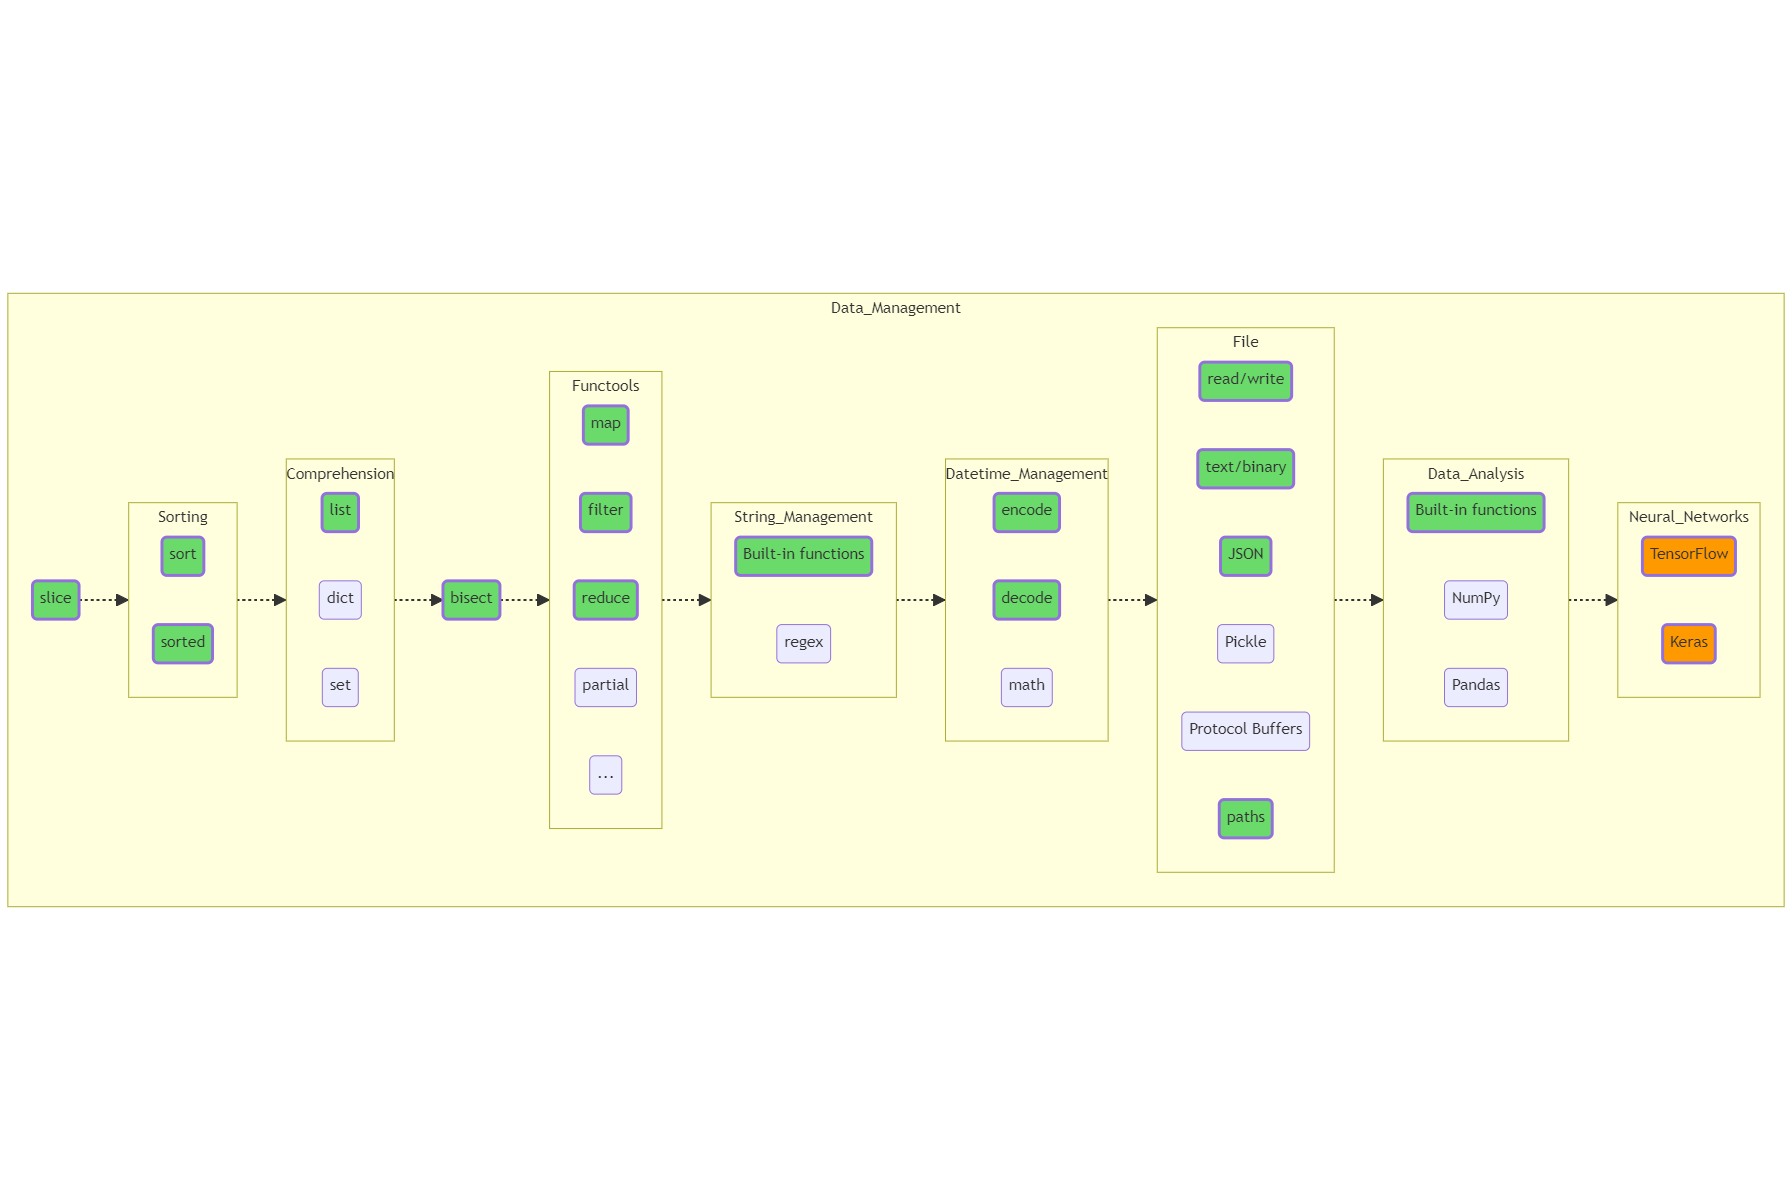 Data_Management
slice
Sorting
sort
sorted
Comprehension
list
dict
set
bisect
Functools
map
filter
reduce
partial
...
String_Management
Built-in functions
regex
Datetime_Management
encode
decode
math
File
read/write
text/binary
JSON
Pickle
Protocol Buffers
paths
Data_Analysis
Built-in functions
NumPy
Pandas
Neural_Networks
TensorFlow
Keras